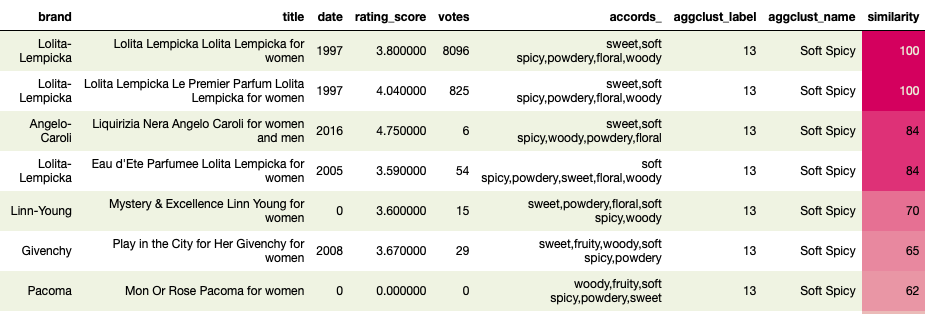 brand title date rating_score votes accords_ aggclust_label aggclust_name similarity
Lolita-Lempicka Lolita Lempicka Lolita Lempicka for women 1997 3.800000 8096 sweet,soft spicy,powdery,floral,woody 13 Soft Spicy 100
Lolita-Lempicka Lolita Lempicka Le Premier Parfum Lolita Lempicka for women 1997 4.040000 825 sweet,soft spicy,powdery,floral,woody 13 Soft Spicy 100
Angelo-Caroli Liquirizia Nera Angelo Caroli for women and men 2016 4.750000 6 sweet,soft spicy,woody,powdery,floral 13 Soft Spicy 84
Lolita-Lempicka Eau d'Ete Parfumee Lolita Lempicka for women 2005 3.590000 54 soft spicy,powdery,sweet,floral,woody 13 Soft Spicy 84
Linn-Young Mystery & Excellence Linn Young for women 0 3.600000 15 sweet,powdery,floral,soft spicy,woody 13 Soft Spicy 70
Givenchy Play in the City for Her Givenchy for women 2008 3.670000 29 sweet,fruity,woody,soft spicy,powdery 13 Soft Spicy 65
Pacoma Mon Or Rose Pacoma for women 0 0.000000 0 woody,fruity,soft spicy,powdery,sweet 13 Soft Spicy 62